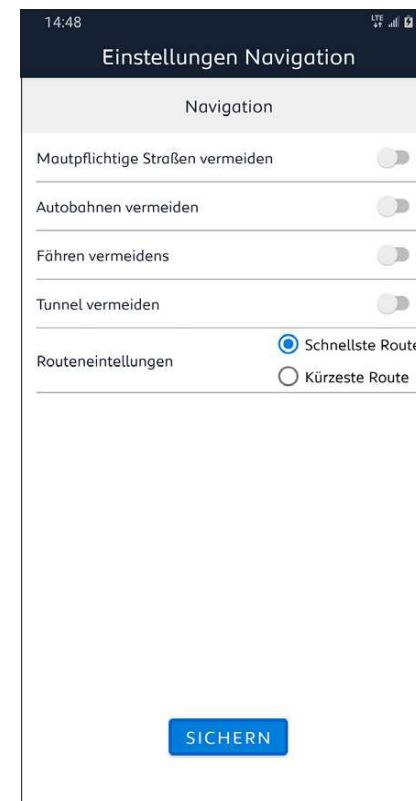 14:48
LTE
Einstellungen Navigation
Navigation
Mautpflichtige Straßen vermeiden
Autobahnen vermeiden
Fähren vermeidens
Tunnel vermeiden
Routeneintellungen
Schnellste Route
Kürzeste Route
SICHERN